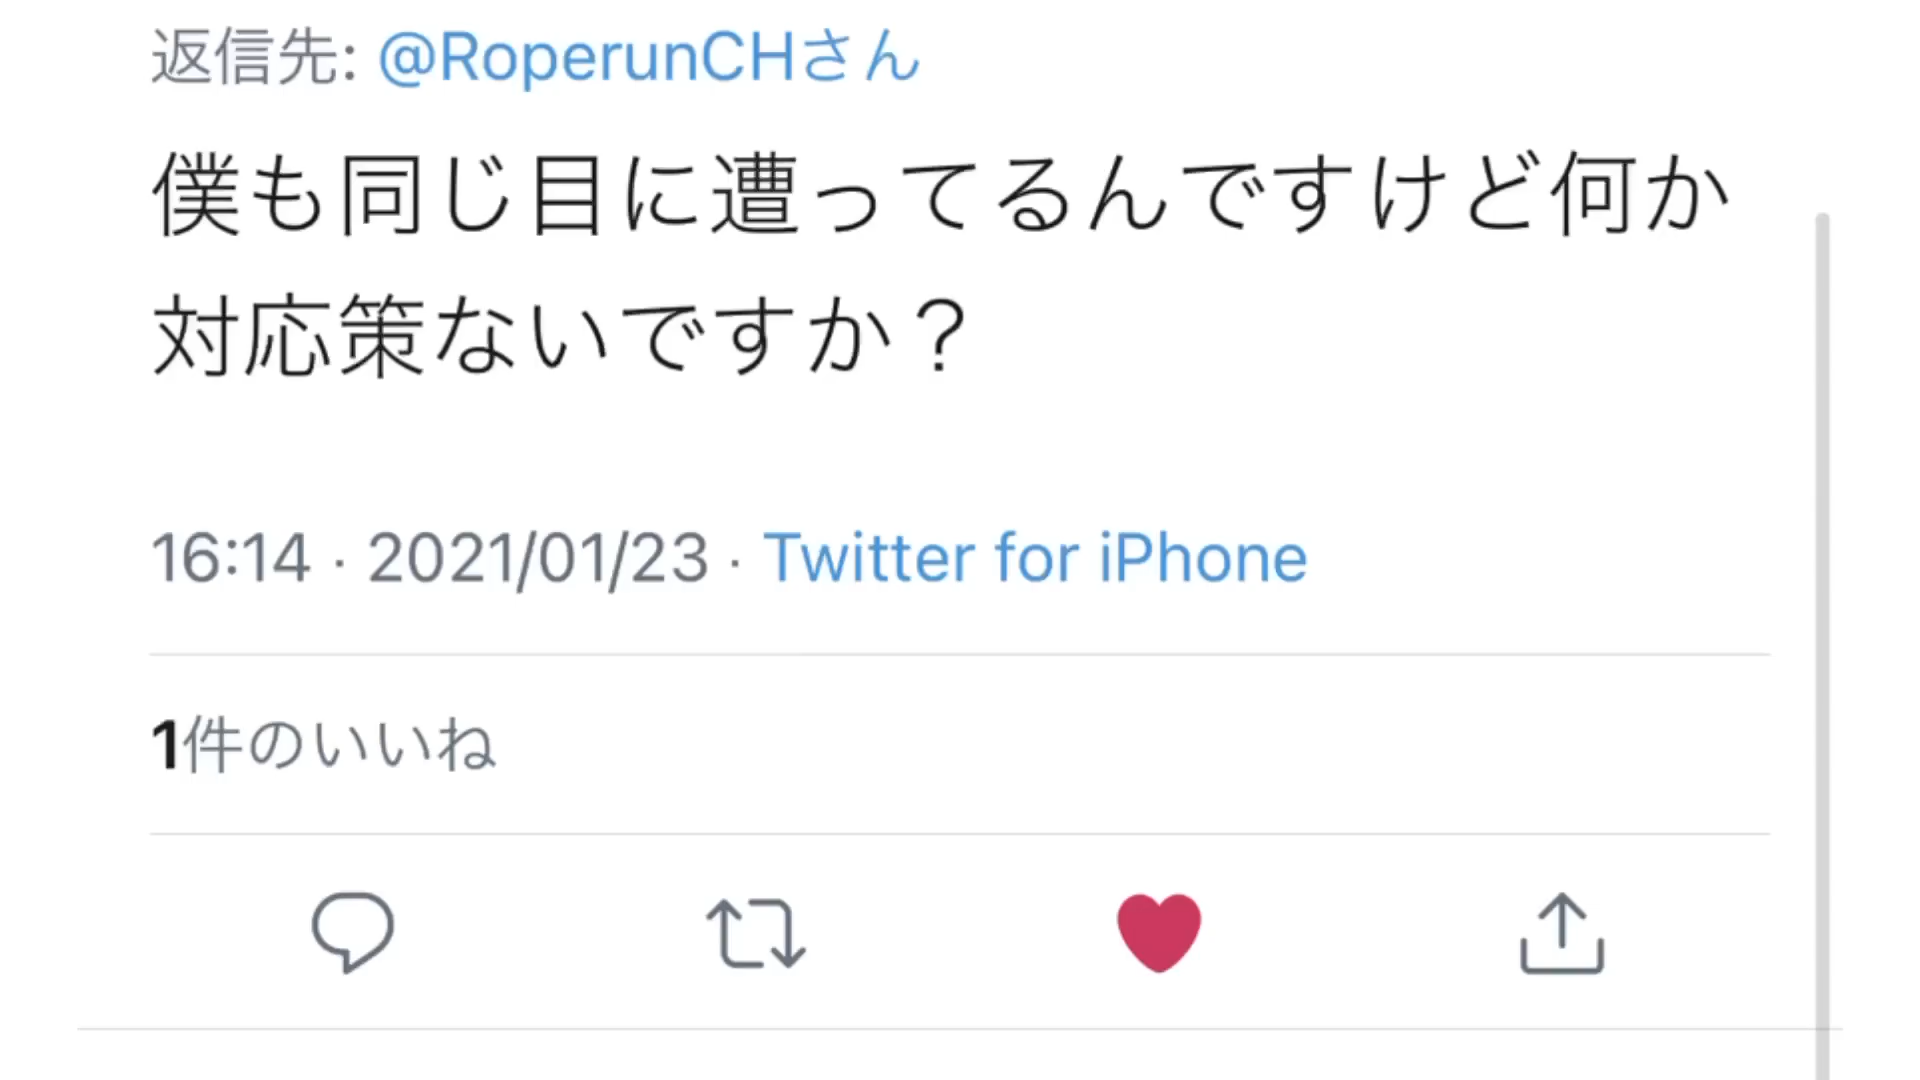 返信先: @RoperunCHさん
僕も同じ目に遭ってるんですけど何か
対応策ないですか？
16:14 · 2021/01/23 · Twitter for iPhone
1件のいいね